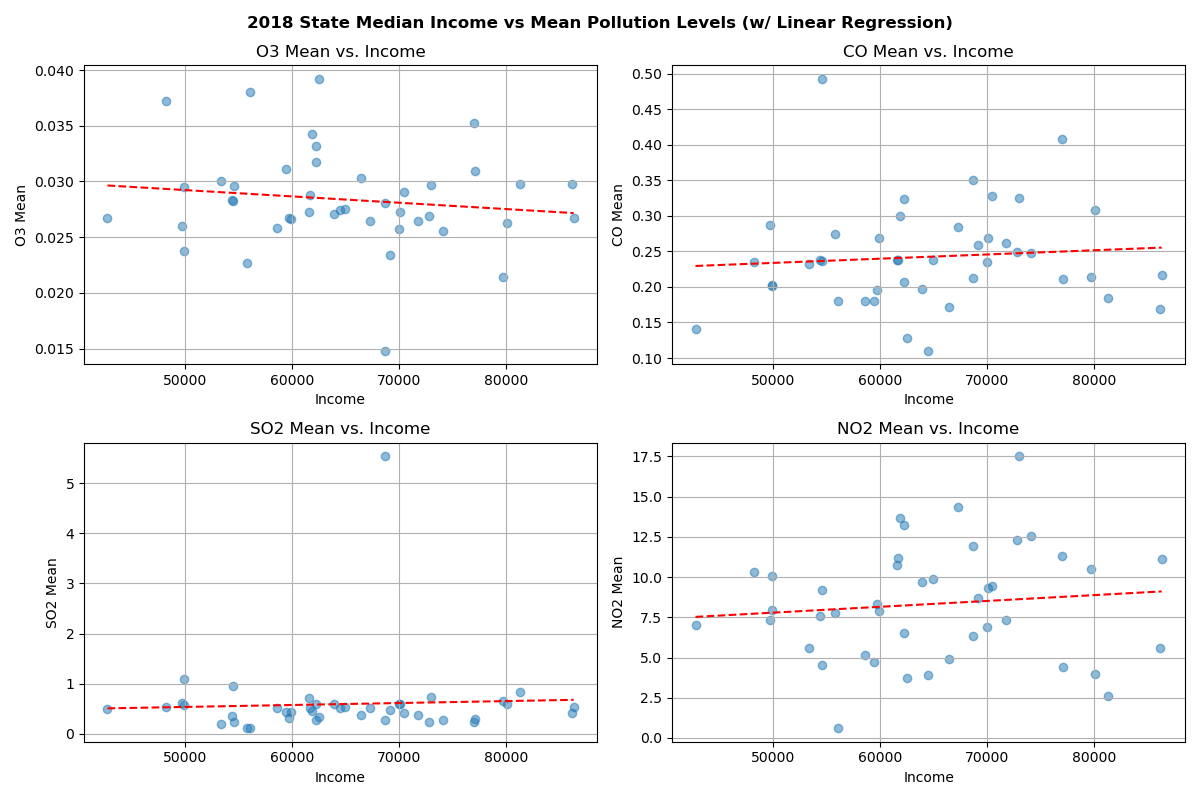 2018 State Median Income vs Mean Pollution Levels (w/ Linear Regression)
O3 Mean vs. Income
0.040
0.035
0.030
0.025
0.020
0.015
O3 Mean
50000 60000 70000 80000
Income
CO Mean vs. Income
0.50
0.45
0.40
0.35
0.30
0.25
0.20
0.15
0.10
CO Mean
50000 60000 70000 80000
Income
SO2 Mean vs. Income
5
4
3
2
1
0
SO2 Mean
50000 60000 70000 80000
Income
NO2 Mean vs. Income
17.5
15.0
12.5
10.0
7.5
5.0
2.5
0.0
NO2 Mean
50000 60000 70000 80000
Income